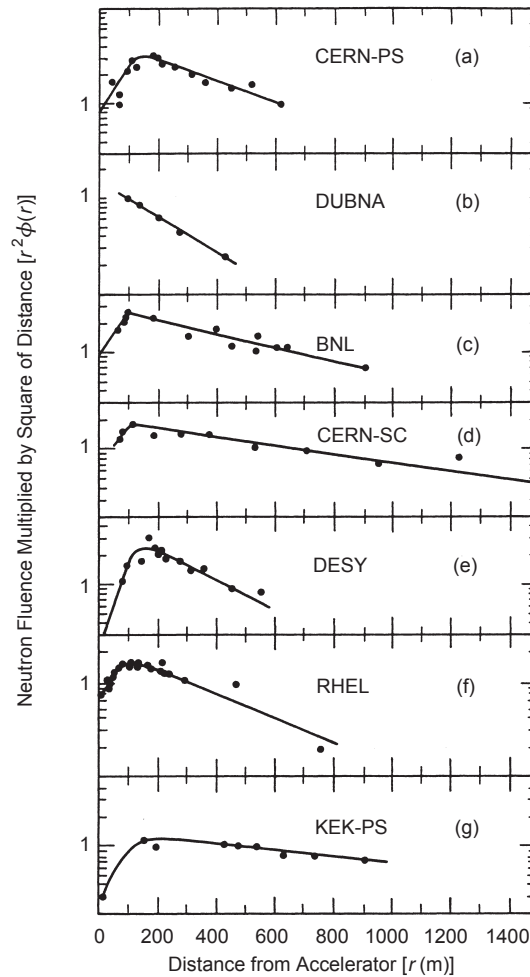 Neutron Fluence Multiplied by Square of Distance [r²ϕ(r)]
CERN-PS (a)
1
DUBNA (b)
1
BNL (c)
1
CERN-SC (d)
1
DESY (e)
1
RHEL (f)
1
KEK-PS (g)
1
0 200 400 600 800 1000 1200 1400
Distance from Accelerator [r (m)]